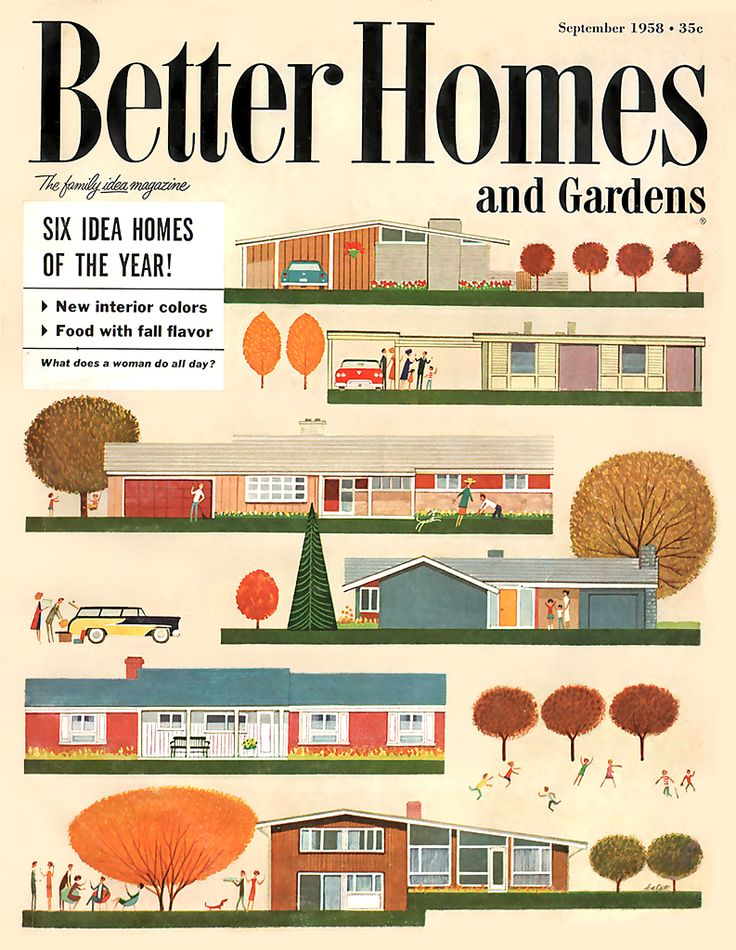 September 1958 • 35c
Better Homes
and Gardens®
The family idea magazine
SIX IDEA HOMES
OF THE YEAR!
New interior colors
Food with fall flavor
What does a woman do all day?